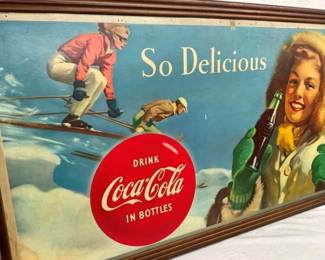 So Delicious
DRINK
Coca-Cola
IN BOTTLES